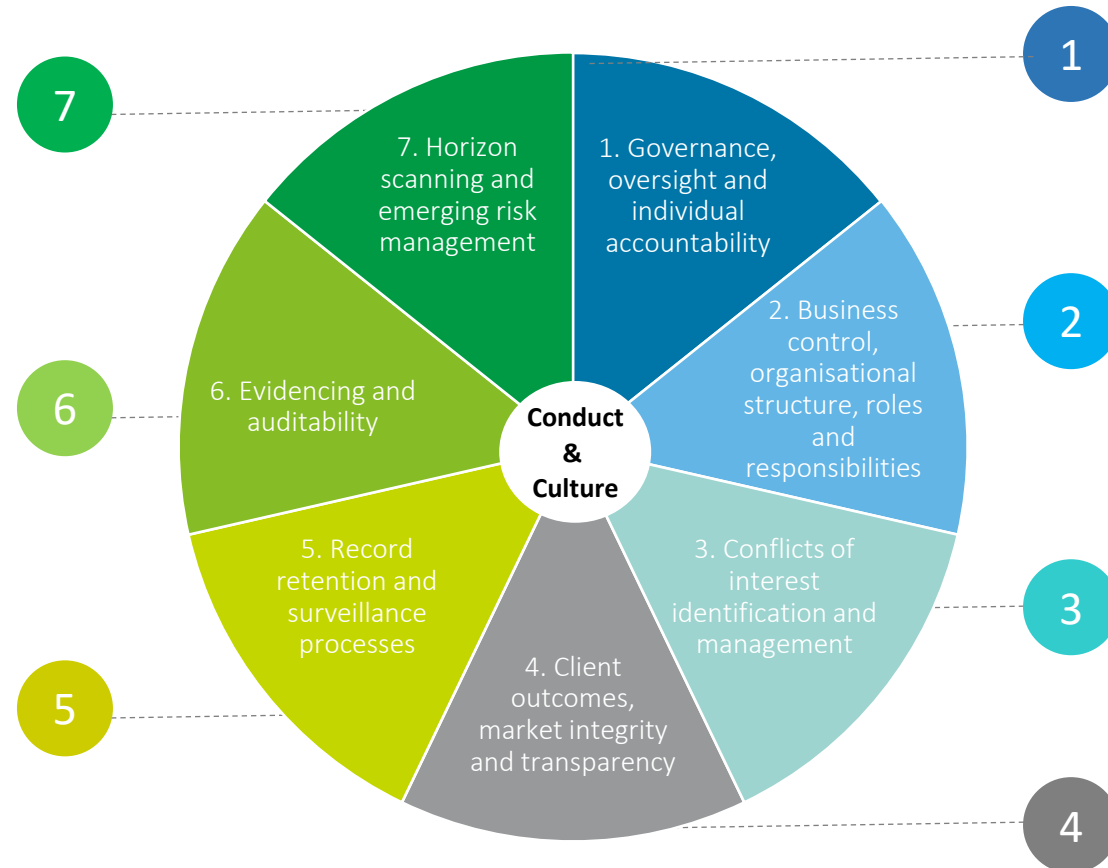 1
7
7. Horizon
scanning and
emerging risk
management
1. Governance,
oversight and
individual
accountability
2
2. Business
control,
organisational
structure, roles
and
responsibilities
6
6. Evidencing and
auditability
Conduct
&
Culture
3
3. Conflicts of
interest
identification and
management
5
5. Record
retention and
surveillance
processes
4. Client
outcomes,
market integrity
and transparency
4